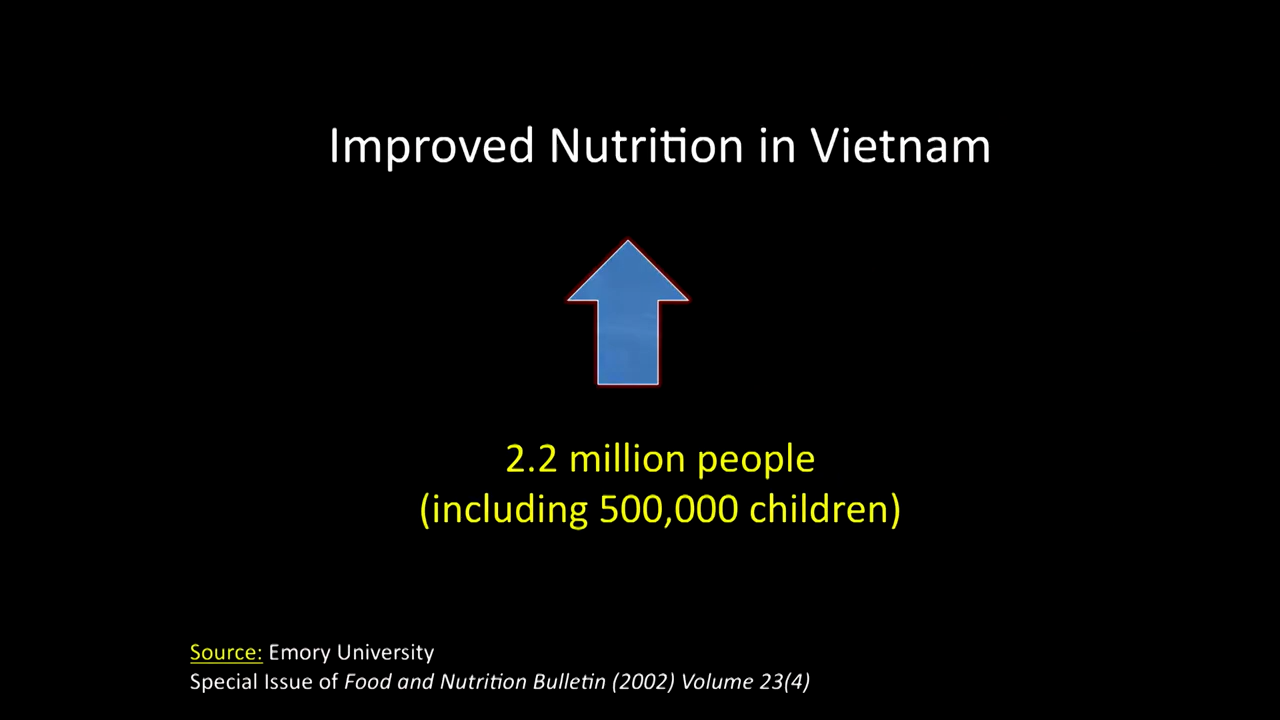 Improved Nutrition in Vietnam
2.2 million people
(including 500,000 children)
Source: Emory University
Special Issue of Food and Nutrition Bulletin (2002) Volume 23(4)